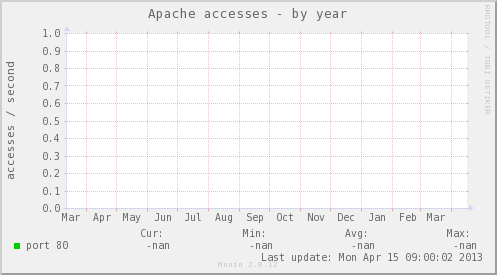 Apache accesses - by year
RRDTOOL / TOBI OETIKER
accesses / second
1.0
0.9
0.8
0.7
0.6
0.5
0.4
0.3
0.2
0.1
0.0
Mar Apr May Jun Jul Aug Sep Oct Nov Dec Jan Feb Mar
Cur: Min: Avg: Max:
port 80 -nan -nan -nan -nan
Last update: Mon Apr 15 09:00:02 2013
Munin 2.0.12